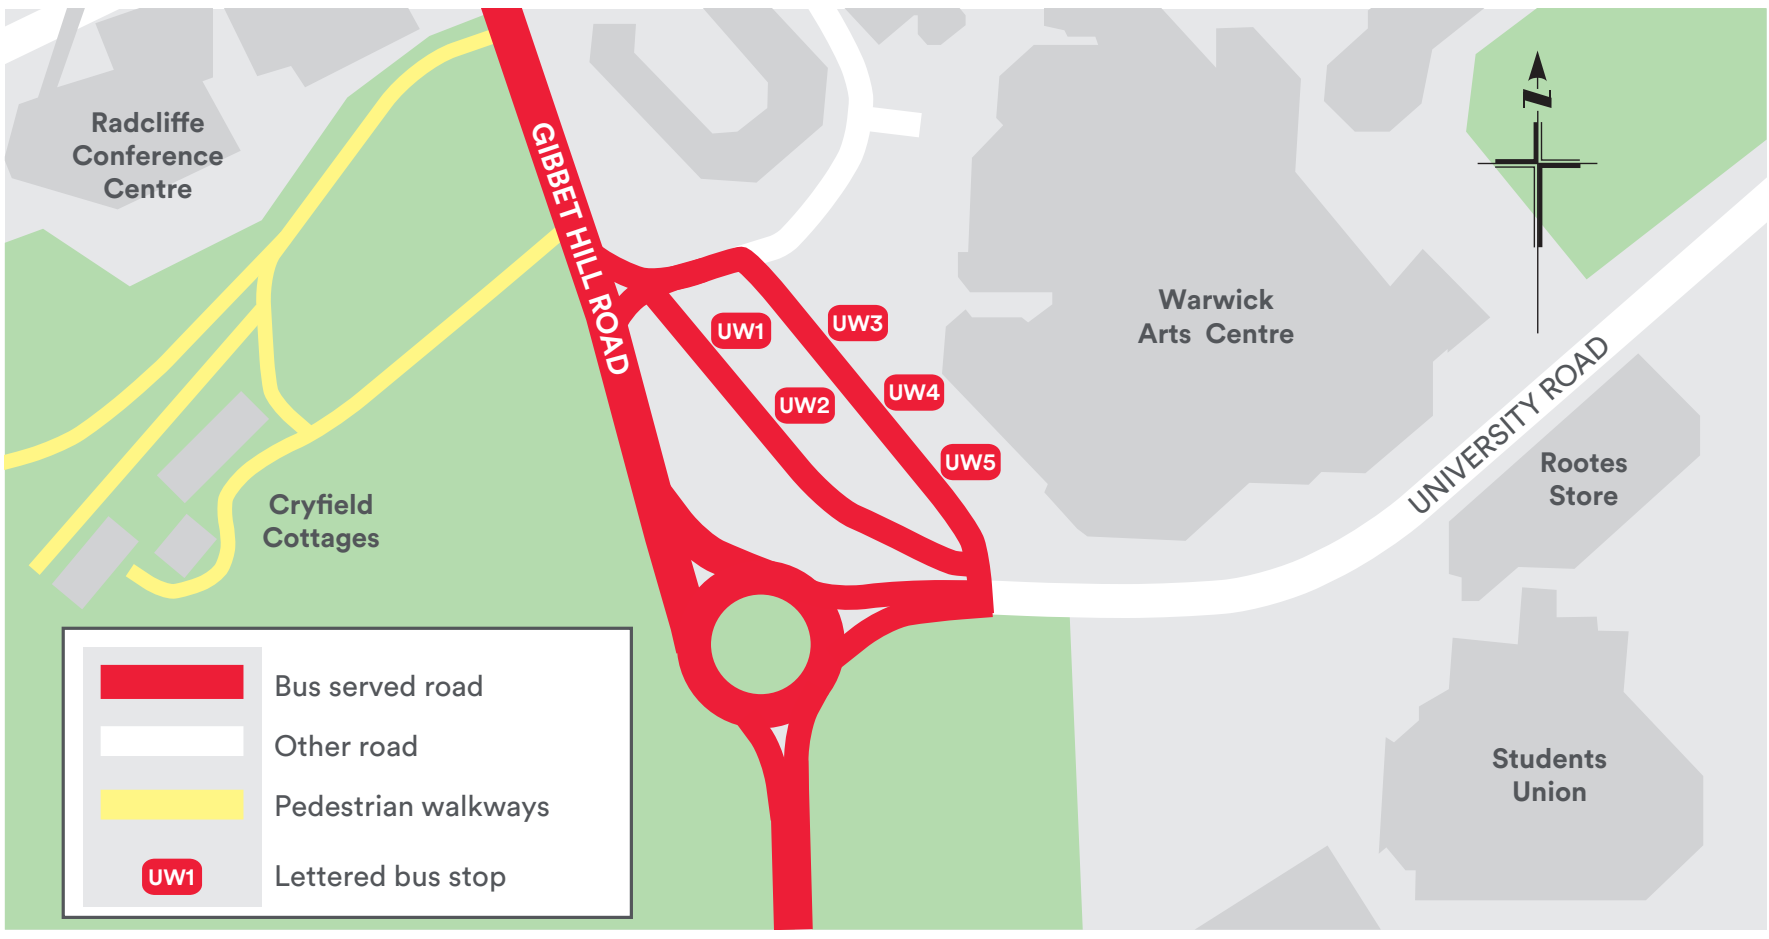 Radcliffe
Conference
Centre
GIBBET HILL ROAD
N
UW1
UW2
UW3
UW4
UW5
Warwick
Arts Centre
UNIVERSITY ROAD
Rootes
Store
Cryfield
Cottages
Students
Union
Bus served road
Other road
Pedestrian walkways
UW1
Lettered bus stop